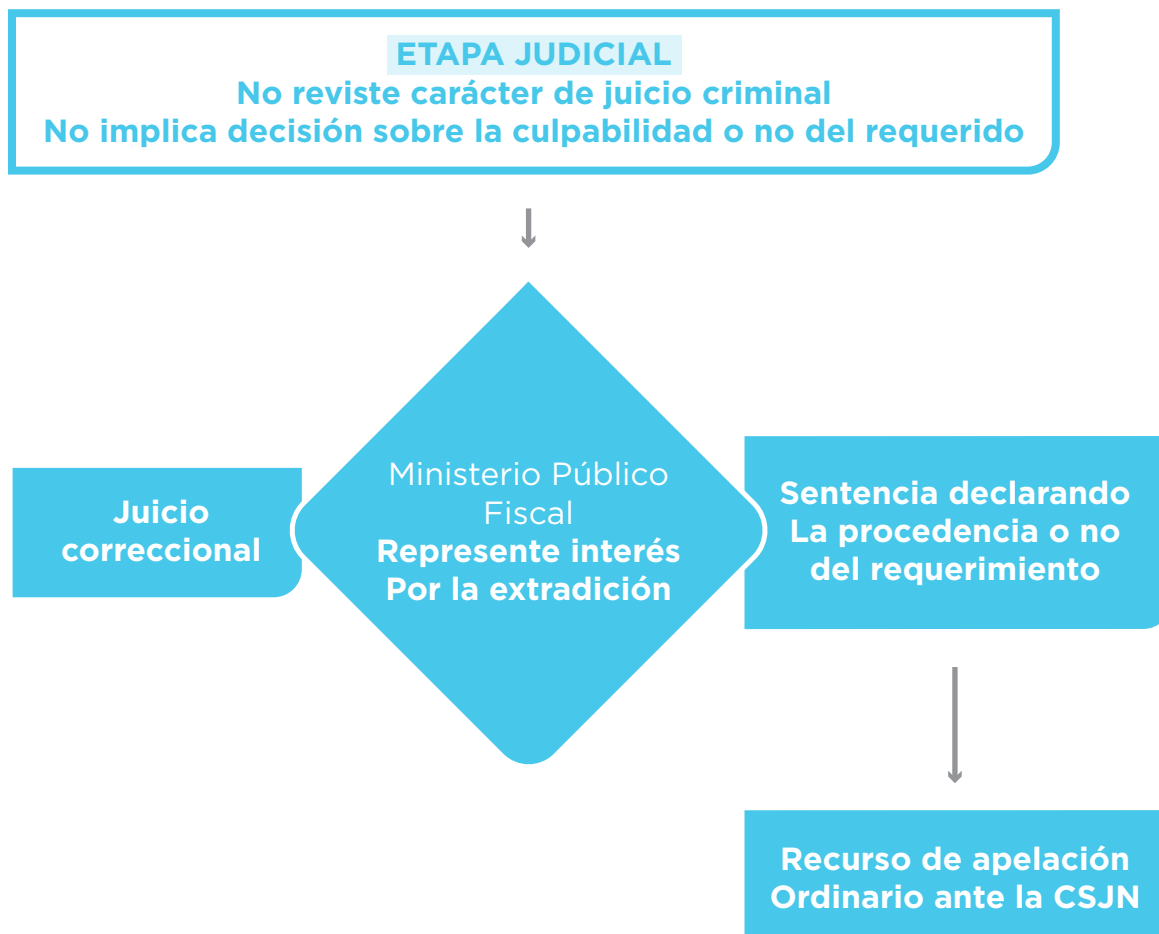 ETAPA JUDICIAL
No reviste carácter de juicio criminal
No implica decisión sobre la culpabilidad o no del requerido
Juicio
correccional
Ministerio Público
Fiscal
Represente interés
Por la extradición
Sentencia declarando
La procedencia o no
del requerimiento
Recurso de apelación
Ordinario ante la CSJN